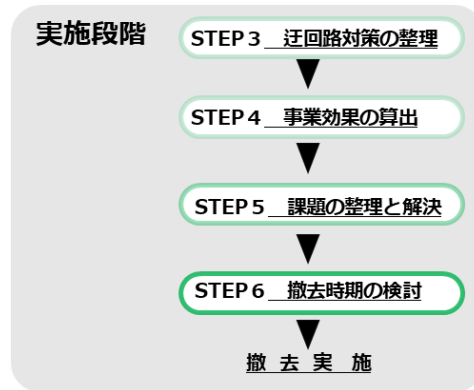 実施段階
STEP３ 迂回路対策の整理
STEP４ 事業効果の算出
STEP５ 課題の整理と解決
STEP６ 撤去時期の検討
撤 去 実 施